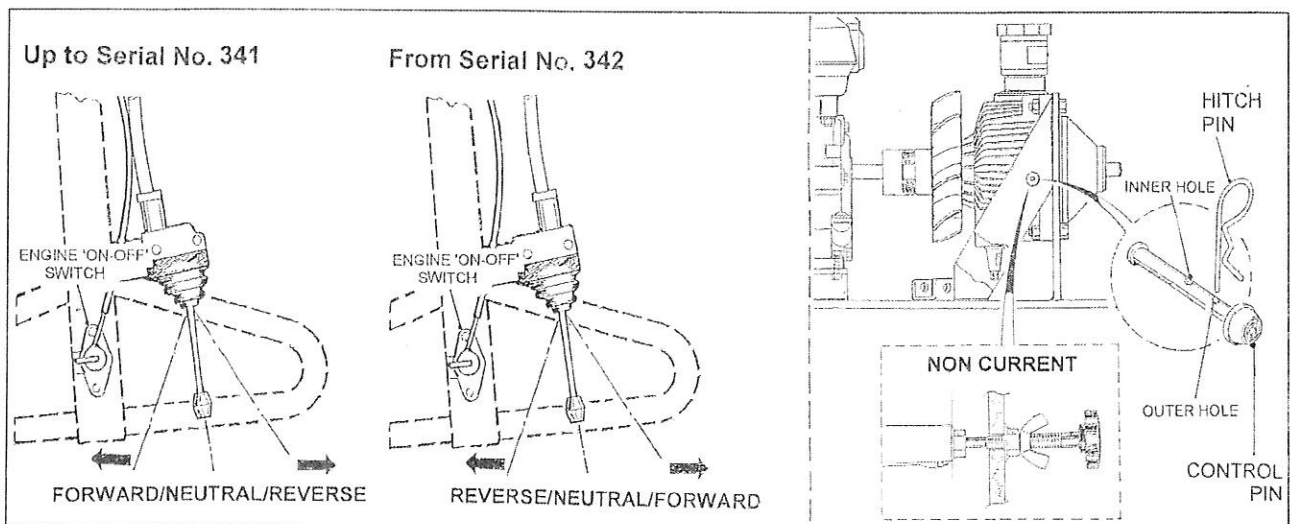 Up to Serial No. 341
ENGINE 'ON-OFF'
SWITCH
FORWARD/NEUTRAL/REVERSE
From Serial No. 342
ENGINE 'ON-OFF'
SWITCH
REVERSE/NEUTRAL/FORWARD
HITCH
PIN
INNER HOLE
NON CURRENT
OUTER HOLE
CONTROL
PIN